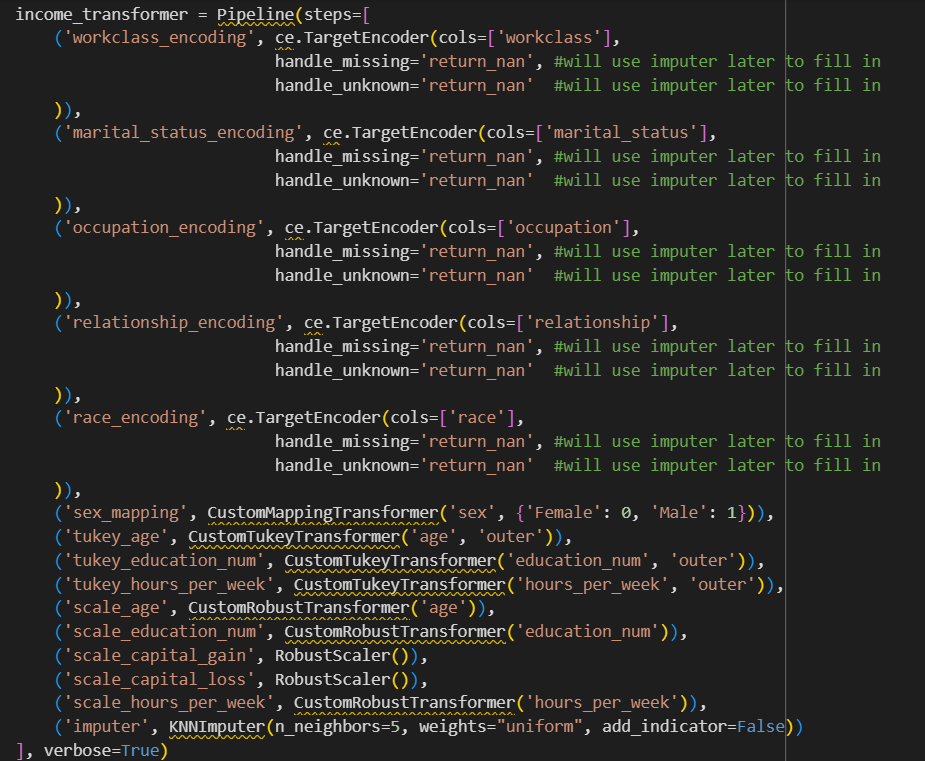 income_transformer = Pipeline(steps=[
    ('workclass_encoding', ce.TargetEncoder(cols=['workclass'],
                           handle_missing='return_nan', #will use imputer later to fill in
                           handle_unknown='return_nan'  #will use imputer later to fill in
    )),
    ('marital_status_encoding', ce.TargetEncoder(cols=['marital_status'],
                           handle_missing='return_nan', #will use imputer later to fill in
                           handle_unknown='return_nan'  #will use imputer later to fill in
    )),
    ('occupation_encoding', ce.TargetEncoder(cols=['occupation'],
                           handle_missing='return_nan', #will use imputer later to fill in
                           handle_unknown='return_nan'  #will use imputer later to fill in
    )),
    ('relationship_encoding', ce.TargetEncoder(cols=['relationship'],
                           handle_missing='return_nan', #will use imputer later to fill in
                           handle_unknown='return_nan'  #will use imputer later to fill in
    )),
    ('race_encoding', ce.TargetEncoder(cols=['race'],
                           handle_missing='return_nan', #will use imputer later to fill in
                           handle_unknown='return_nan'  #will use imputer later to fill in
    )),
    ('sex_mapping', CustomMappingTransformer('sex', {'Female': 0, 'Male': 1})),
    ('tukey_age', CustomTukeyTransformer('age', 'outer')),
    ('tukey_education_num', CustomTukeyTransformer('education_num', 'outer')),
    ('tukey_hours_per_week', CustomTukeyTransformer('hours_per_week', 'outer')),
    ('scale_age', CustomRobustTransformer('age')),
    ('scale_education_num', CustomRobustTransformer('education_num')),
    ('scale_capital_gain', RobustScaler()),
    ('scale_capital_loss', RobustScaler()),
    ('scale_hours_per_week', CustomRobustTransformer('hours_per_week')),
    ('imputer', KNNImputer(n_neighbors=5, weights="uniform", add_indicator=False))
], verbose=True)